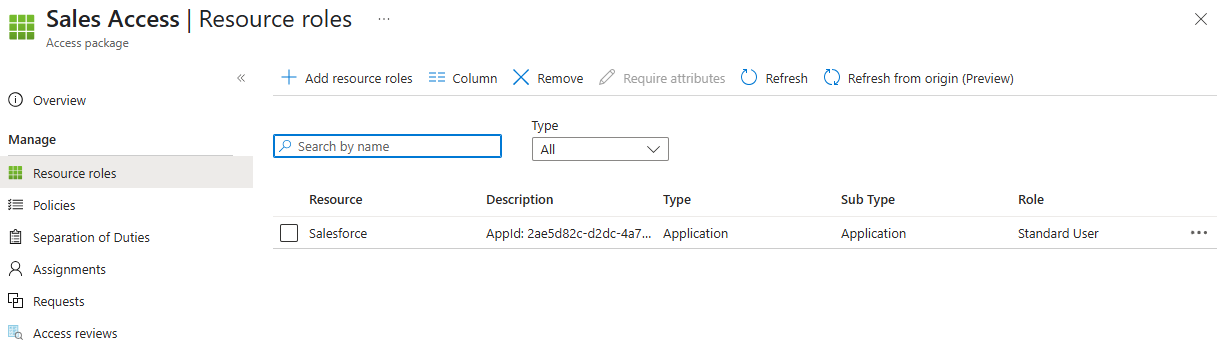 Sales Access | Resource roles ...
Access package
Add resource roles Column Remove Require attributes Refresh Refresh from origin (Preview)
Overview
Manage
Resource roles
Policies
Separation of Duties
Assignments
Requests
Access reviews
Type
Search by name All
Resource Description Type Sub Type Role
Salesforce AppId: 2ae5d82c-d2dc-4a7... Application Application Standard User